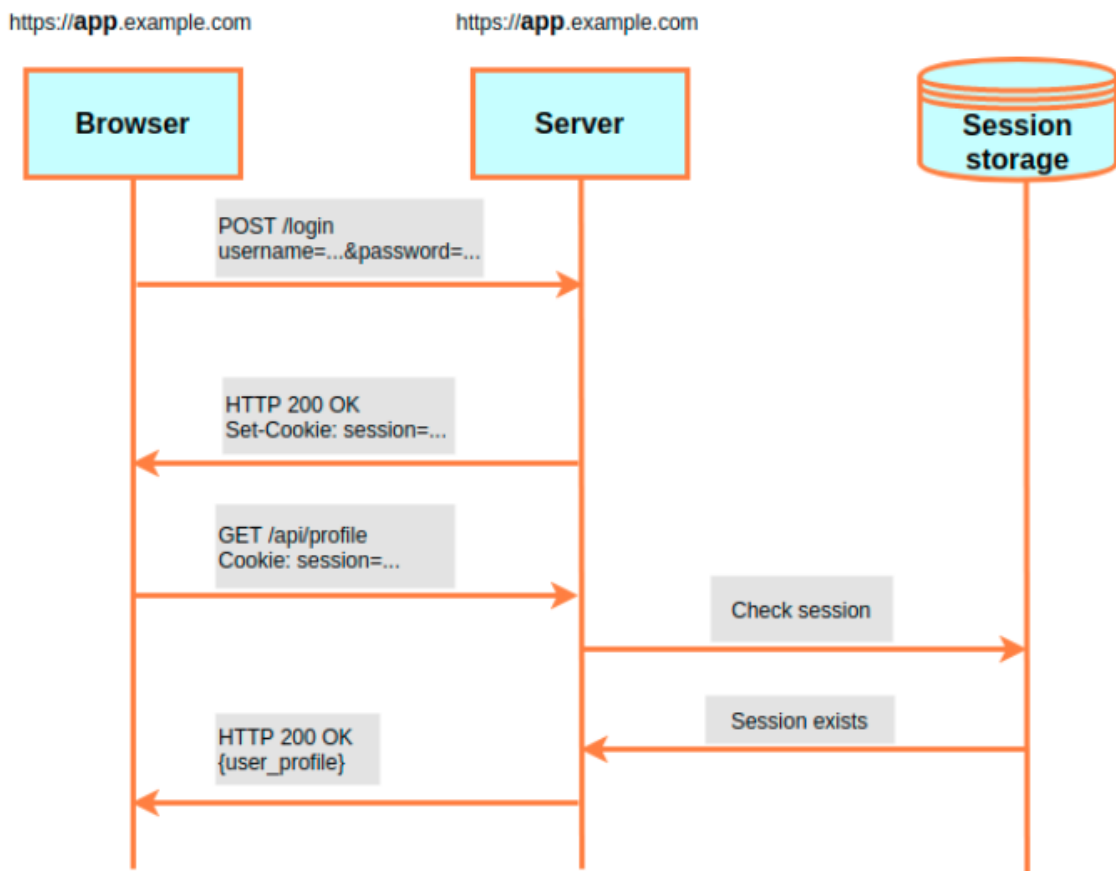 https://app.example.com
https://app.example.com
Browser
Server
Session
storage
POST /login
username=...&password=...
HTTP 200 OK
Set-Cookie: session=...
GET /api/profile
Cookie: session=...
Check session
Session exists
HTTP 200 OK
{user_profile}